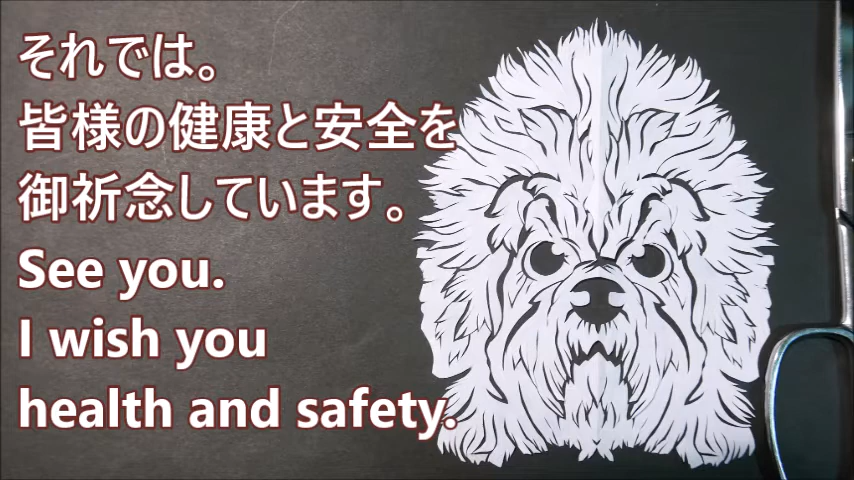 それでは。
皆様の健康と安全を
御祈念しています。
See you.
I wish you
health and safety.